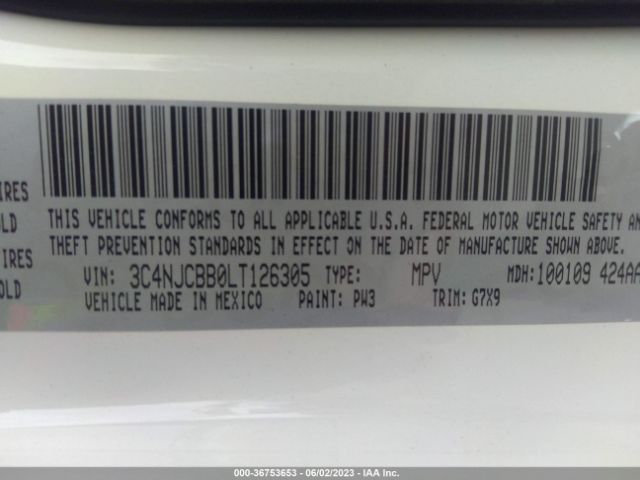 IRES
OLD
THIS VEHICLE CONFORMS TO ALL APPLICABLE U.S.A. FEDERAL MOTOR VEHICLE SAFETY AN
THEFT PREVENTION STANDARDS IN EFFECT ON THE DATE OF MANUFACTURE SHOWN ABOVE.
IRES
VIN: 3C4NJCBB0LT126305 TYPE: MPV MDH:100109 424AA
OLD
VEHICLE MADE IN MEXICO PAINT: PW3 TRIM: G7X9
000-36753653 - 06/02/2023 - IAA Inc.